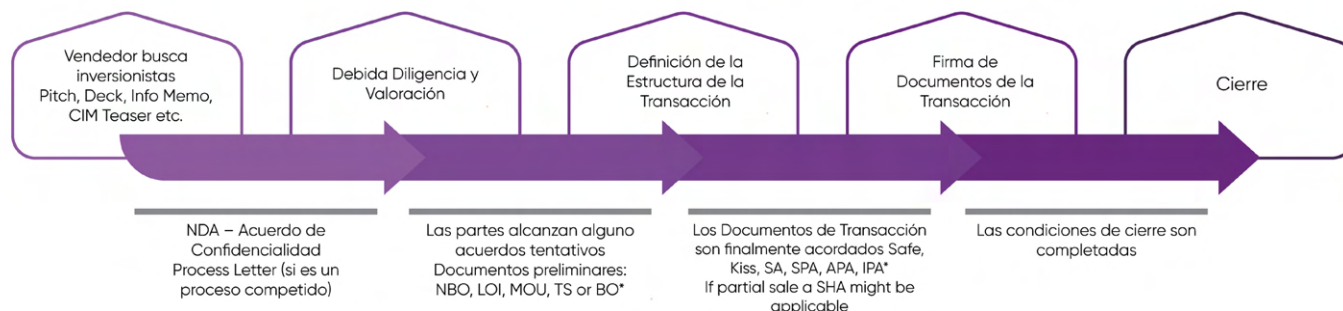 Vendedor busca
inversionistas
Pitch, Deck, Info Memo,
CIM Teaser etc.
Debida Diligencia y
Valoración
Definición de la
Estructura de la
Transacción
Firma de
Documentos de la
Transacción
Cierre
NDA – Acuerdo de
Confidencialidad
Process Letter (si es un
proceso competido)
Las partes alcanzan alguno
acuerdos tentativos
Documentos preliminares:
NBO, LOI, MOU, TS or BO*
Los Documentos de Transacción
son finalmente acordados Safe,
Kiss, SA, SPA, APA, IPA*
If partial sale a SHA might be
applicable
Las condiciones de cierre son
completadas